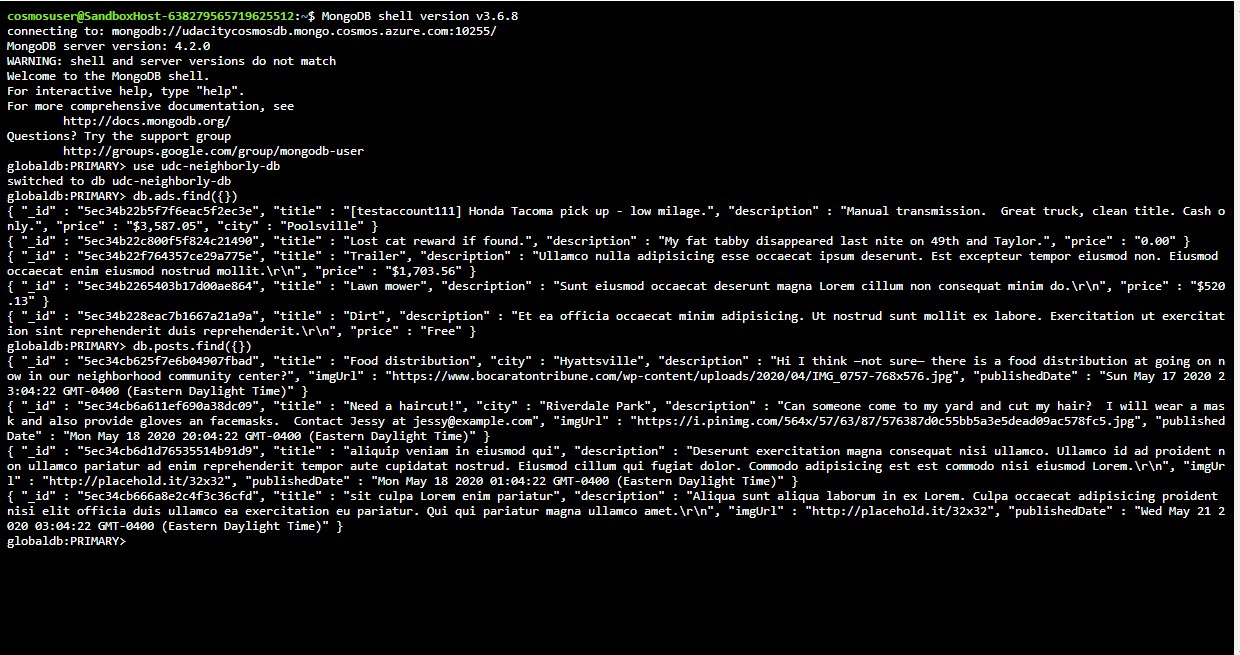 cosmosuser@SandboxHost-638279565719625512:~$ MongoDB shell version v3.6.8
connecting to: mongodb://udacitycosmosdb.mongo.cosmos.azure.com:10255/
MongoDB server version: 4.2.0
WARNING: shell and server versions do not match
Welcome to the MongoDB shell.
For interactive help, type "help".
For more comprehensive documentation, see
        http://docs.mongodb.org/
Questions? Try the support group
        http://groups.google.com/group/mongodb-user
globaldb:PRIMARY> use udc-neighborly-db
switched to db udc-neighborly-db
globaldb:PRIMARY> db.ads.find({})
{ "_id" : "5ec34b22b5f7f6eac5f2ec3e", "title" : "[testaccount111] Honda Tacoma pick up - low milage.", "description" : "Manual transmission.  Great truck, clean title. Cash o
nly.", "price" : "$3,587.05", "city" : "Poolsville" }
{ "_id" : "5ec34b22c800f5f824c21490", "title" : "Lost cat reward if found.", "description" : "My fat tabby disappeared last nite on 49th and Taylor.", "price" : "0.00" }
{ "_id" : "5ec34b22f764357ce29a775e", "title" : "Trailer", "description" : "Ullamco nulla adipisicing esse occaecat ipsum deserunt. Est excepteur tempor eiusmod non. Eiusmod 
occaecat enim eiusmod nostrud mollit.\r\n", "price" : "$1,703.56" }
{ "_id" : "5ec34b2265403b17d00ae864", "title" : "Lawn mower", "description" : "Sunt eiusmod occaecat deserunt magna Lorem cillum non consequat minim do.\r\n", "price" : "$520
.13" }
{ "_id" : "5ec34b228eac7b1667a21a9a", "title" : "Dirt", "description" : "Et ea officia occaecat minim adipisicing. Ut nostrud sunt mollit ex labore. Exercitation ut exercitat
ion sint reprehenderit duis reprehenderit.\r\n", "price" : "Free" }
globaldb:PRIMARY> db.posts.find({})
{ "_id" : "5ec34cb625f7e6b04907fbad", "title" : "Food distribution", "city" : "Hyattsville", "description" : "Hi I think —not sure— there is a food distribution at going on n
ow in our neighborhood community center?", "imgUrl" : "https://www.bocaratontribune.com/wp-content/uploads/2020/04/IMG_0757-768x576.jpg", "publishedDate" : "Sun May 17 2020 2
3:04:22 GMT-0400 (Eastern Daylight Time)" }
{ "_id" : "5ec34cb6a611ef690a38dc09", "title" : "Need a haircut!", "city" : "Riverdale Park", "description" : "Can someone come to my yard and cut my hair?  I will wear a mas
k and also provide gloves an facemasks.  Contact Jessy at jessy@example.com", "imgUrl" : "https://i.pinimg.com/564x/57/63/87/576387d0c55bb5a3e5dead09ac578fc5.jpg", "published
Date" : "Mon May 18 2020 20:04:22 GMT-0400 (Eastern Daylight Time)" }
{ "_id" : "5ec34cb6d1d76535514b91d9", "title" : "aliquip veniam in eiusmod qui", "description" : "Deserunt exercitation magna consequat nisi ullamco. Ullamco id ad proident n
on ullamco pariatur ad enim reprehenderit tempor aute cupidatat nostrud. Eiusmod cillum qui fugiat dolor. Commodo adipisicing est est commodo nisi eiusmod Lorem.\r\n", "imgUr
l" : "http://placehold.it/32x32", "publishedDate" : "Mon May 18 2020 01:04:22 GMT-0400 (Eastern Daylight Time)" }
{ "_id" : "5ec34cb666a8e2c4f3c36cfd", "title" : "sit culpa Lorem enim pariatur", "description" : "Aliqua sunt aliqua laborum in ex Lorem. Culpa occaecat adipisicing proident 
nisi elit officia duis ullamco ea exercitation eu pariatur. Qui qui pariatur magna ullamco amet.\r\n", "imgUrl" : "http://placehold.it/32x32", "publishedDate" : "Wed May 21 2
020 03:04:22 GMT-0400 (Eastern Daylight Time)" }
globaldb:PRIMARY>